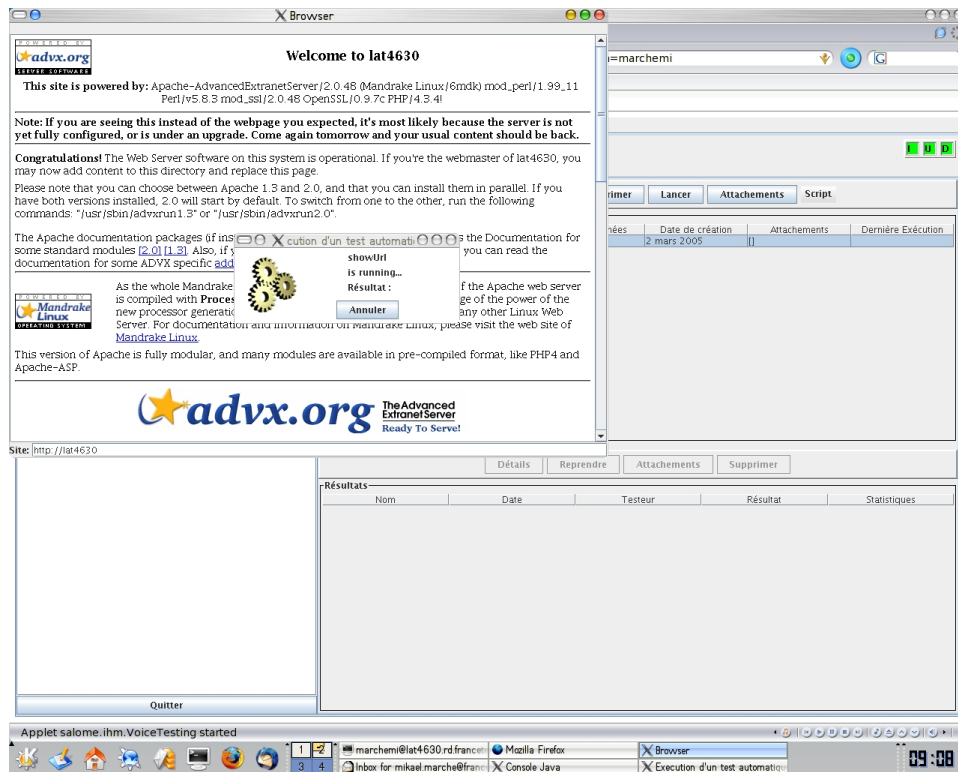 X Browser
POWERED BY
advx.org
SERVER SOFTWARE
Welcome to lat4630
This site is powered by: Apache-AdvancedExtranetServer/2.0.48 (Mandrake Linux/6mdk) mod_perl/1.99_11
Perl/v5.8.3 mod_ssl/2.0.48 OpenSSL/0.9.7c PHP/4.3.4!
Note: If you are seeing this instead of the webpage you expected, it's most likely because the server is not
yet fully configured, or is under an upgrade. Come again tomorrow and your usual content should be back.
Congratulations! The Web Server software on this system is operational. If you're the webmaster of lat4630, you
may now add content to this directory and replace this page.
Please note that you can choose between Apache 1.3 and 2.0, and that you can install them in parallel. If you
have both versions installed, 2.0 will start by default. To switch from one to the other, run the following
commands: "/usr/sbin/advxrun1.3" or "/usr/sbin/advxrun2.0".
The Apache documentation packages (if ins
s the Documentation for
some standard modules [2.0] [1.3]. Also, if y
you can read the
documentation for some ADVX specific add
cution d'un test automati
showUrl
is running...
Résultat :
Annuler
POWERED BY
Mandrake
Linux
OPERATING SYSTEM
As the whole Mandrake
f the Apache web server
is compiled with Proces
ge of the power of the
new processor generatio
any other Linux Web
Server. For documentation and information on Mandrake Linux, please visit the web site of
Mandrake Linux.
This version of Apache is fully modular, and many modules are available in pre-compiled format, like PHP4 and
Apache-ASP.
advx.org
The Advanced
Extranet Server
Ready To Serve!
Site: http://lat4630
n=marchemi
G
I U D
rimer
Lancer
Attachements
Script
nées
Date de création
Attachements
Dernière Exécution
2 mars 2005
[]
Détails
Reprendre
Attachements
Supprimer
Résultats
Nom
Date
Testeur
Résultat
Statistiques
Quitter
Applet salome.ihm.VoiceTesting started
1 2
3 4
marchemi@lat4630.rd.francet
Mozilla Firefox
X Browser
Inbox for mikael.marche@franc
X Console Java
X Execution d'un test automatiqu
09:08